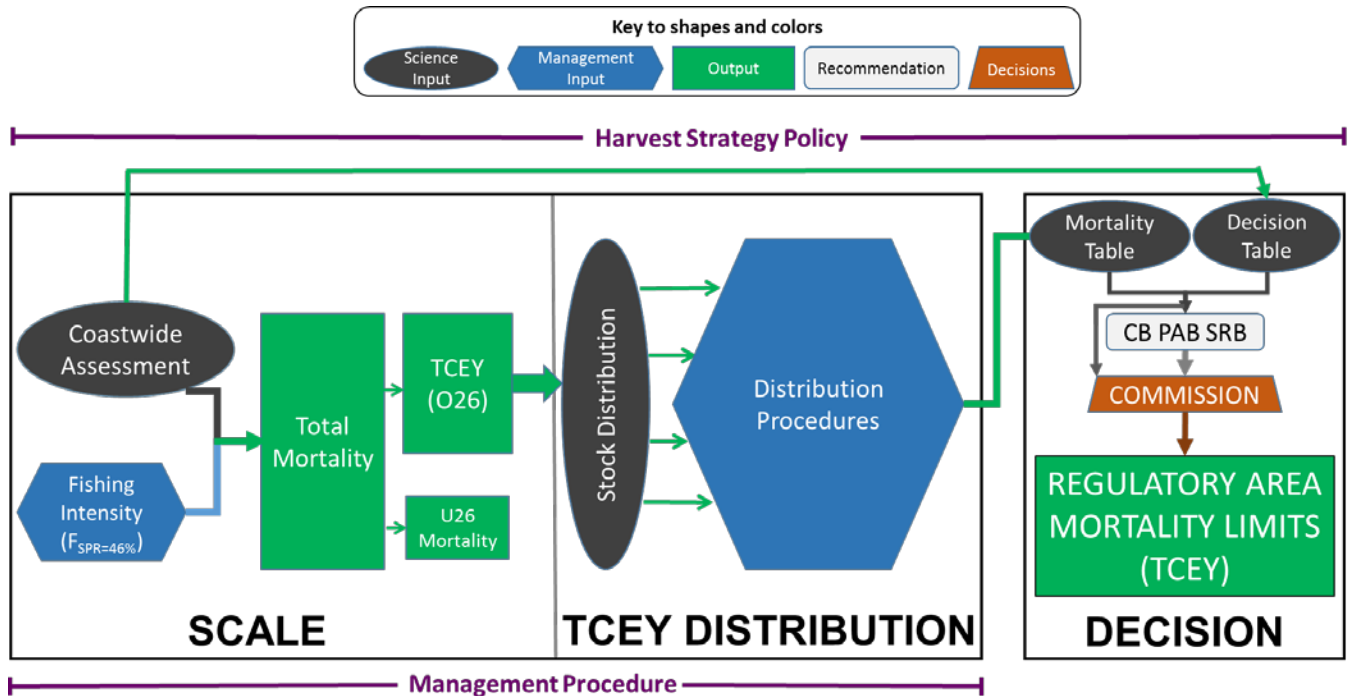 Key to shapes and colors
Science
Input
Management
Input
Output
Recommendation
Decisions
Harvest Strategy Policy
Coastwide
Assessment
Fishing
Intensity
(FSPR=46%)
Total
Mortality
TCEY
(O26)
U26
Mortality
SCALE
Stock Distribution
Distribution
Procedures
TCEY DISTRIBUTION
Mortality
Table
Decision
Table
CB PAB SRB
COMMISSION
REGULATORY AREA
MORTALITY LIMITS
(TCEY)
DECISION
Management Procedure